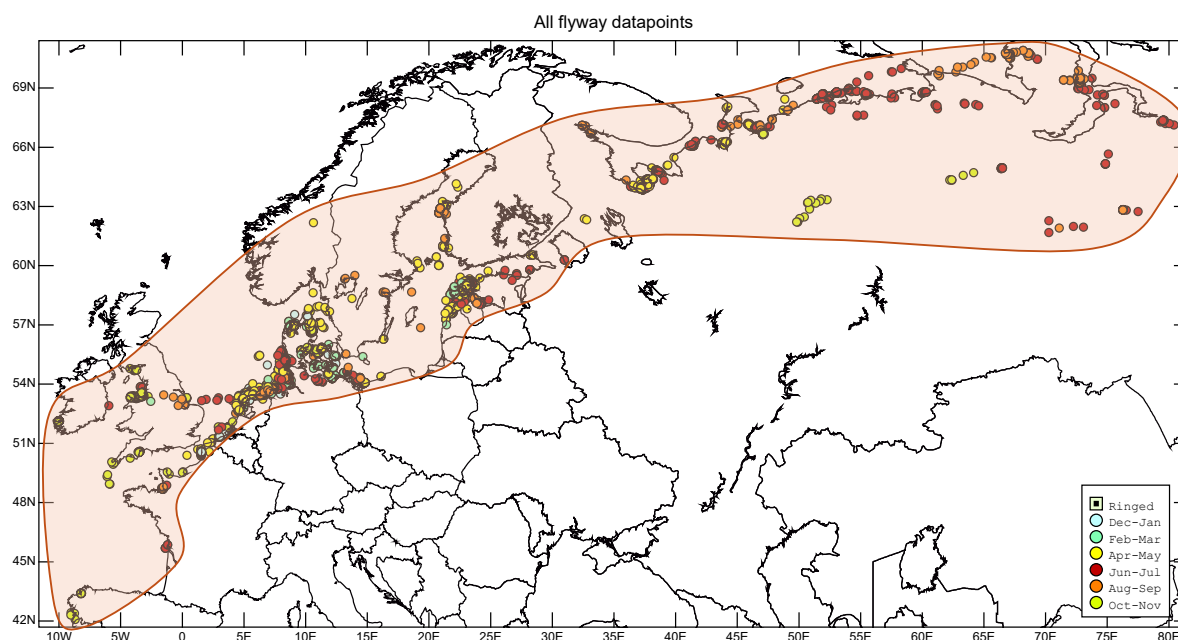 All flyway datapoints
69N
66N
63N
60N
57N
54N
51N
48N
45N
42N
Ringed
Dec-Jan
Feb-Mar
Apr-May
Jun-Jul
Aug-Sep
Oct-Nov
10W 5W 0 5E 10E 15E 20E 25E 30E 35E 40E 45E 50E 55E 60E 65E 70E 75E 80E